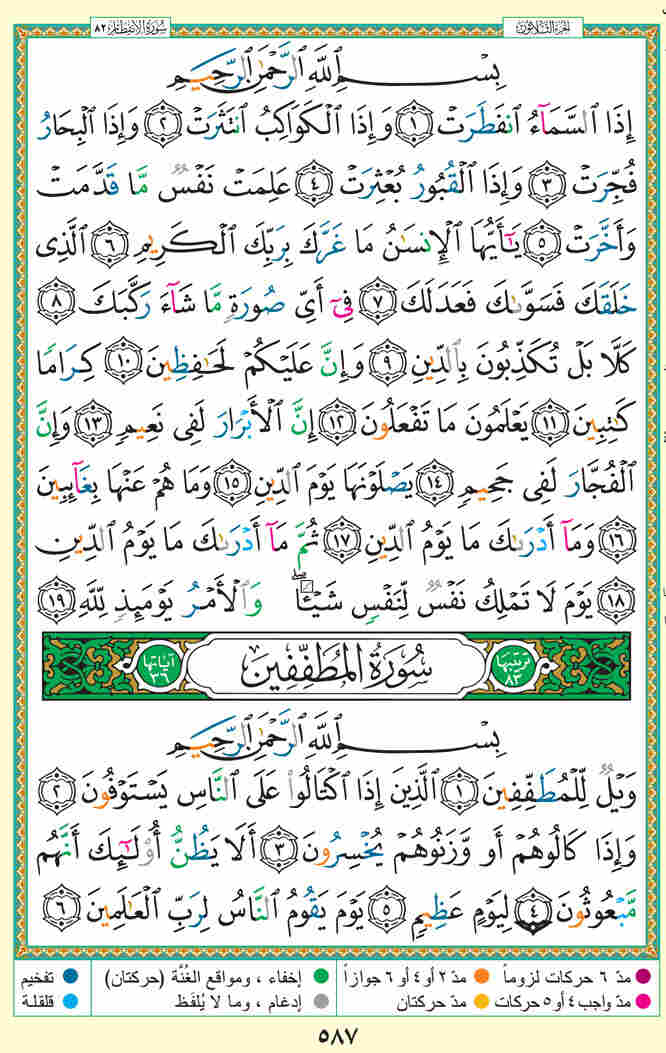 الجزء الثلاثون سورة الانفطار ٨٢
بِسْمِ ٱللَّهِ ٱلرَّحْمَٰنِ ٱلرَّحِيمِ
إِذَا ٱلسَّمَآءُ ٱنفَطَرَتْ ١ وَإِذَا ٱلْكَوَاكِبُ ٱنتَثَرَتْ ٢ وَإِذَا ٱلْبِحَارُ
فُجِّرَتْ ٣ وَإِذَا ٱلْقُبُورُ بُعْثِرَتْ ٤ عَلِمَتْ نَفْسٌ مَّا قَدَّمَتْ
وَأَخَّرَتْ ٥ يَٰٓأَيُّهَا ٱلْإِنسَٰنُ مَا غَرَّكَ بِرَبِّكَ ٱلْكَرِيمِ ٦ ٱلَّذِى
خَلَقَكَ فَسَوَّىٰكَ فَعَدَلَكَ ٧ فِىٓ أَىِّ صُورَةٍ مَّا شَآءَ رَكَّبَكَ ٨
كَلَّا بَلْ تُكَذِّبُونَ بِٱلدِّينِ ٩ وَإِنَّ عَلَيْكُمْ لَحَٰفِظِينَ ١٠ كِرَامًا
كَٰتِبِينَ ١١ يَعْلَمُونَ مَا تَفْعَلُونَ ١٢ إِنَّ ٱلْأَبْرَارَ لَفِى نَعِيمٍ ١٣ وَإِنَّ
ٱلْفُجَّارَ لَفِى جَحِيمٍ ١٤ يَصْلَوْنَهَا يَوْمَ ٱلدِّينِ ١٥ وَمَا هُمْ عَنْهَا بِغَآئِبِينَ
١٦ وَمَآ أَدْرَىٰكَ مَا يَوْمُ ٱلدِّينِ ١٧ ثُمَّ مَآ أَدْرَىٰكَ مَا يَوْمُ ٱلدِّينِ
١٨ يَوْمَ لَا تَمْلِكُ نَفْسٌ لِّنَفْسٍ شَيْـًٔا ۖ وَٱلْأَمْرُ يَوْمَئِذٍ لِّلَّهِ ١٩
ترتيبها ٨٣ سُورَةُ المُطَفِّفِينَ آياتها ٣٦
بِسْمِ ٱللَّهِ ٱلرَّحْمَٰنِ ٱلرَّحِيمِ
وَيْلٌ لِّلْمُطَفِّفِينَ ١ ٱلَّذِينَ إِذَا ٱكْتَالُوا۟ عَلَى ٱلنَّاسِ يَسْتَوْفُونَ ٢
وَإِذَا كَالُوهُمْ أَو وَّزَنُوهُمْ يُخْسِرُونَ ٣ أَلَا يَظُنُّ أُو۟لَٰٓئِكَ أَنَّهُم
مَّبْعُوثُونَ ٤ لِيَوْمٍ عَظِيمٍ ٥ يَوْمَ يَقُومُ ٱلنَّاسُ لِرَبِّ ٱلْعَٰلَمِينَ ٦
مدّ ٦ حركات لزوماً مدّ ٢ أو ٤ أو ٦ جوازاً إخفاء ، ومواقع الغُنَّة (حركتان) تفخيم
مدّ واجب ٤ أو ٥ حركات مدّ حركتان إدغام ، وما لا يُلفَظ قلقلة
٥٨٧